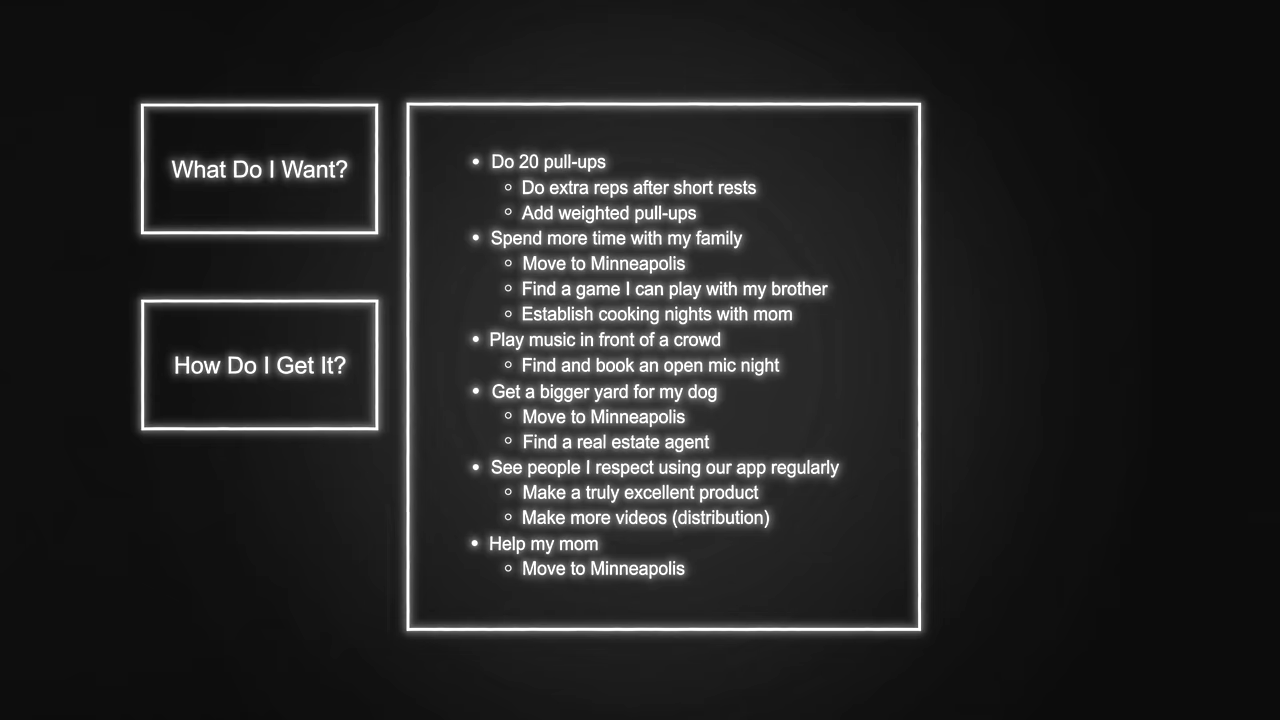 What Do I Want?
How Do I Get It?
• Do 20 pull-ups
◦ Do extra reps after short rests
◦ Add weighted pull-ups
• Spend more time with my family
◦ Move to Minneapolis
◦ Find a game I can play with my brother
◦ Establish cooking nights with mom
• Play music in front of a crowd
◦ Find and book an open mic night
• Get a bigger yard for my dog
◦ Move to Minneapolis
◦ Find a real estate agent
• See people I respect using our app regularly
◦ Make a truly excellent product
◦ Make more videos (distribution)
• Help my mom
◦ Move to Minneapolis